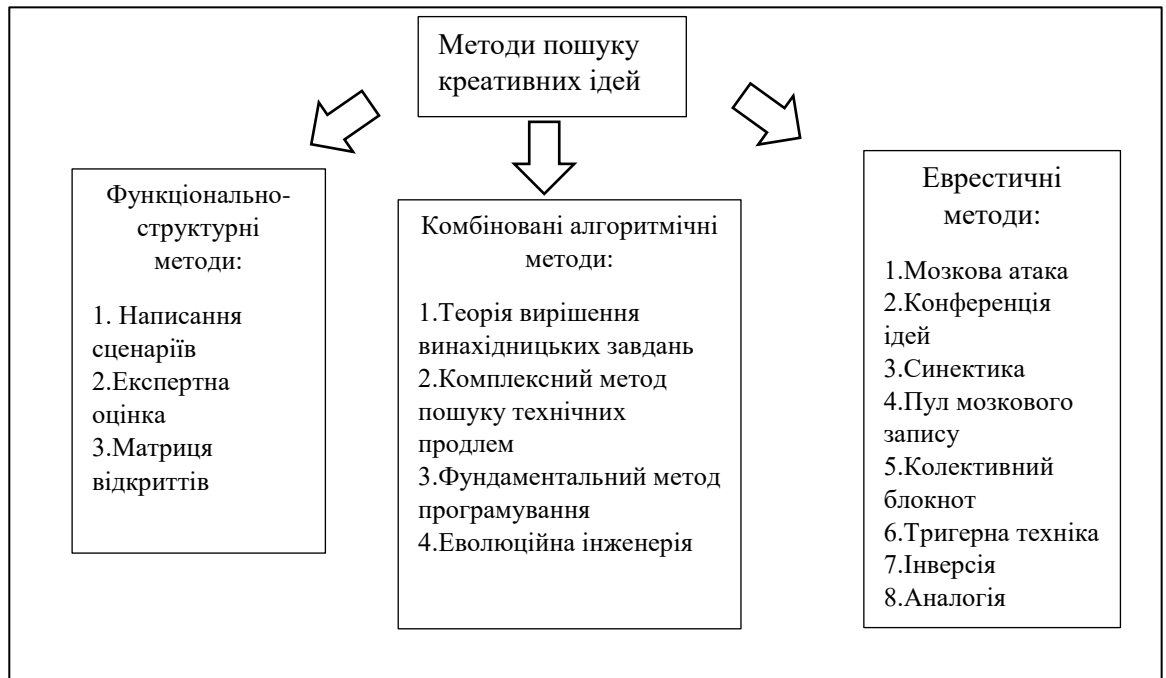 Методи пошуку
креативних ідей
Функціонально-
структурні
методи:
1. Написання
сценаріїв
2.Експертна
оцінка
3.Матриця
відкриттів
Комбіновані алгоритмічні
методи:
1.Теорія вирішення
винахідницьких завдань
2.Комплексний метод
пошуку технічних
продлем
3.Фундаментальний метод
програмування
4.Еволюційна інженерія
Еврестичні
методи:
1.Мозкова атака
2.Конференція
ідей
3.Синектика
4.Пул мозкового
запису
5.Колективний
блокнот
6.Тригерна техніка
7.Інверсія
8.Аналогія